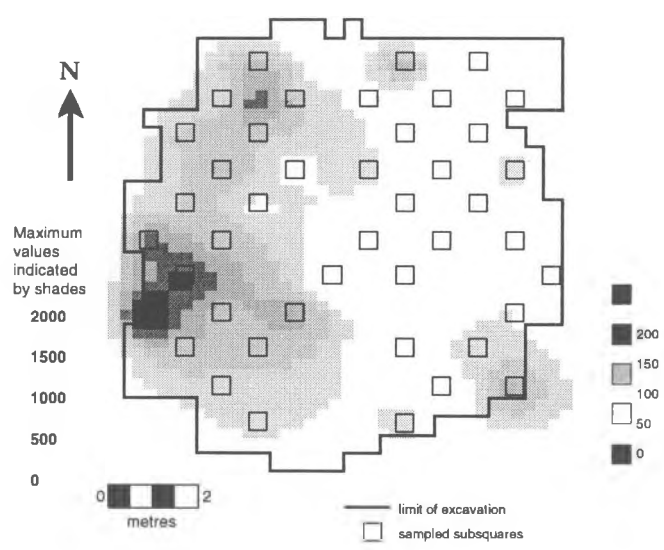 N
Maximum
values
indicated
by shades
2000
1500
1000
500
0
200
150
100
50
0
0 2
metres
limit of excavation
sampled subsquares